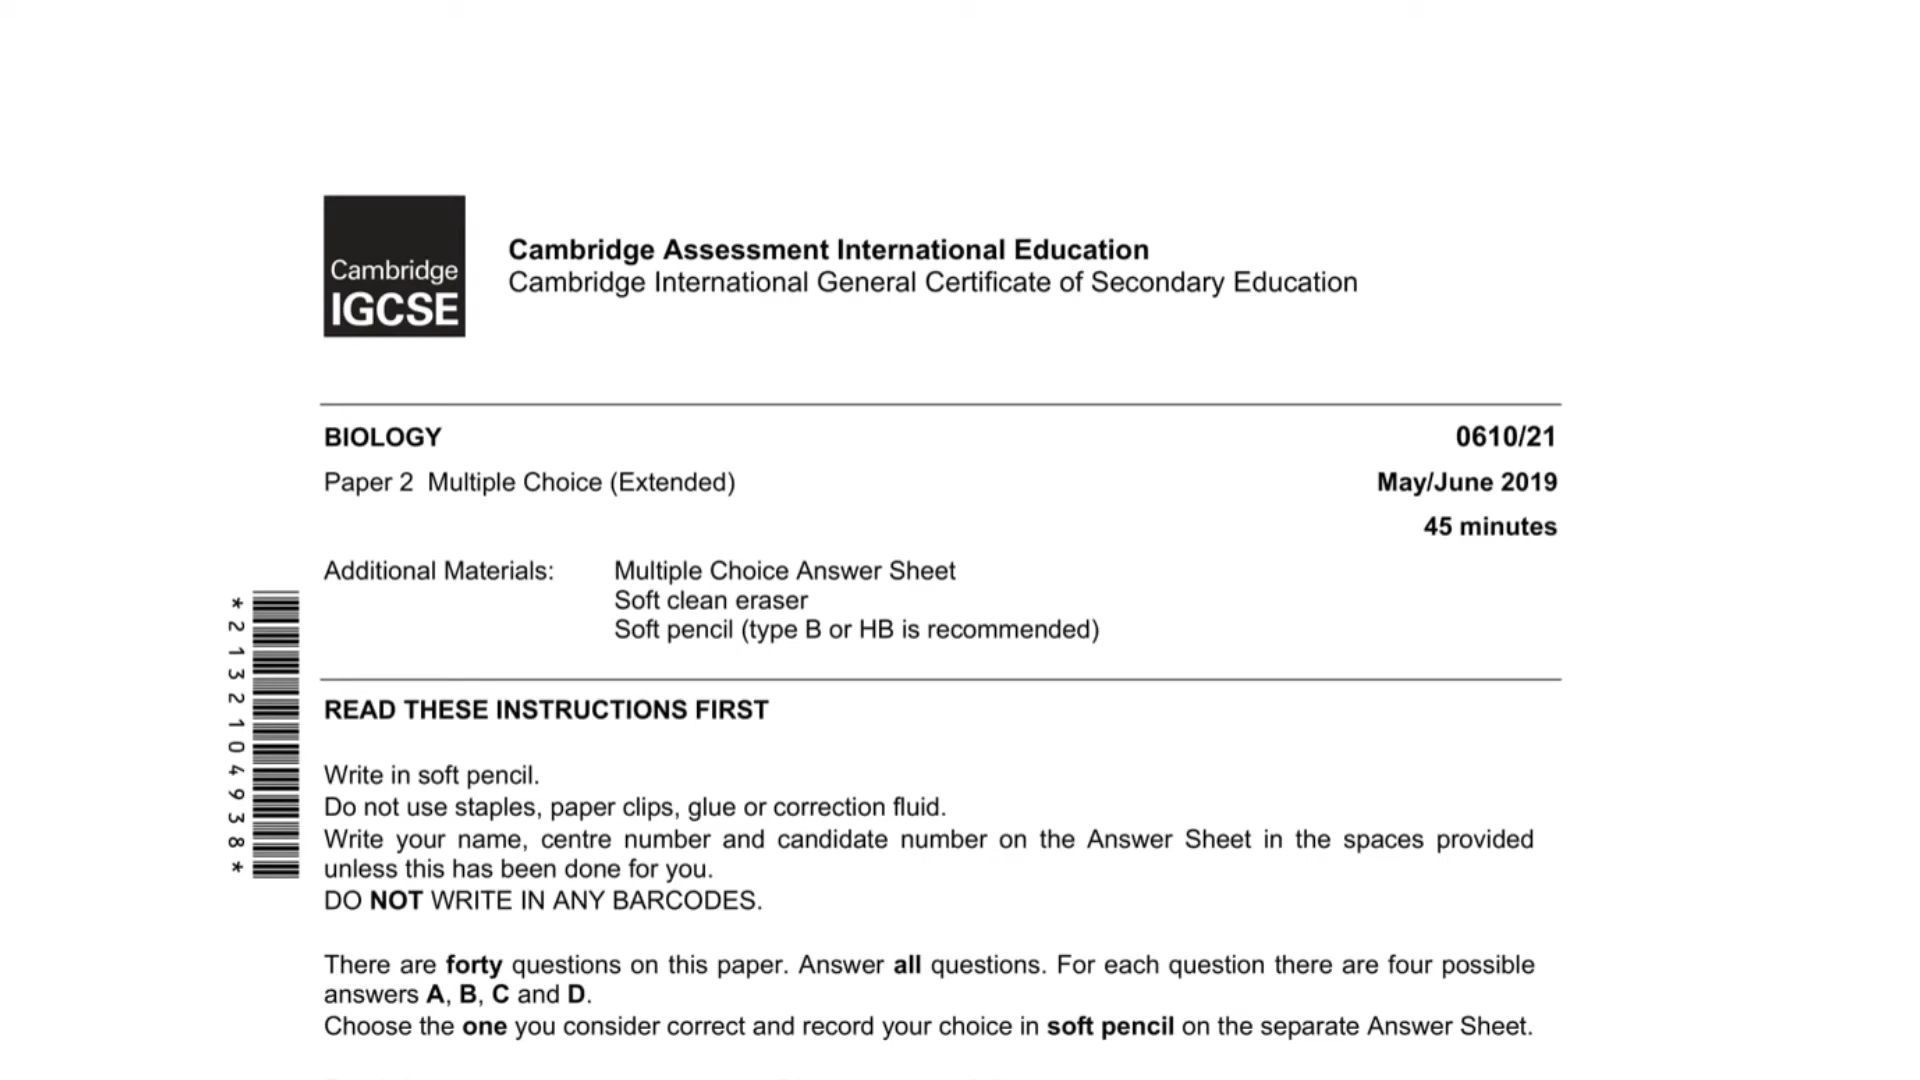 Cambridge
IGCSE
Cambridge Assessment International Education
Cambridge International General Certificate of Secondary Education
BIOLOGY 0610/21
Paper 2 Multiple Choice (Extended) May/June 2019
45 minutes
Additional Materials: Multiple Choice Answer Sheet
Soft clean eraser
Soft pencil (type B or HB is recommended)
*2132104938*
READ THESE INSTRUCTIONS FIRST
Write in soft pencil.
Do not use staples, paper clips, glue or correction fluid.
Write your name, centre number and candidate number on the Answer Sheet in the spaces provided
unless this has been done for you.
DO NOT WRITE IN ANY BARCODES.
There are forty questions on this paper. Answer all questions. For each question there are four possible
answers A, B, C and D.
Choose the one you consider correct and record your choice in soft pencil on the separate Answer Sheet.